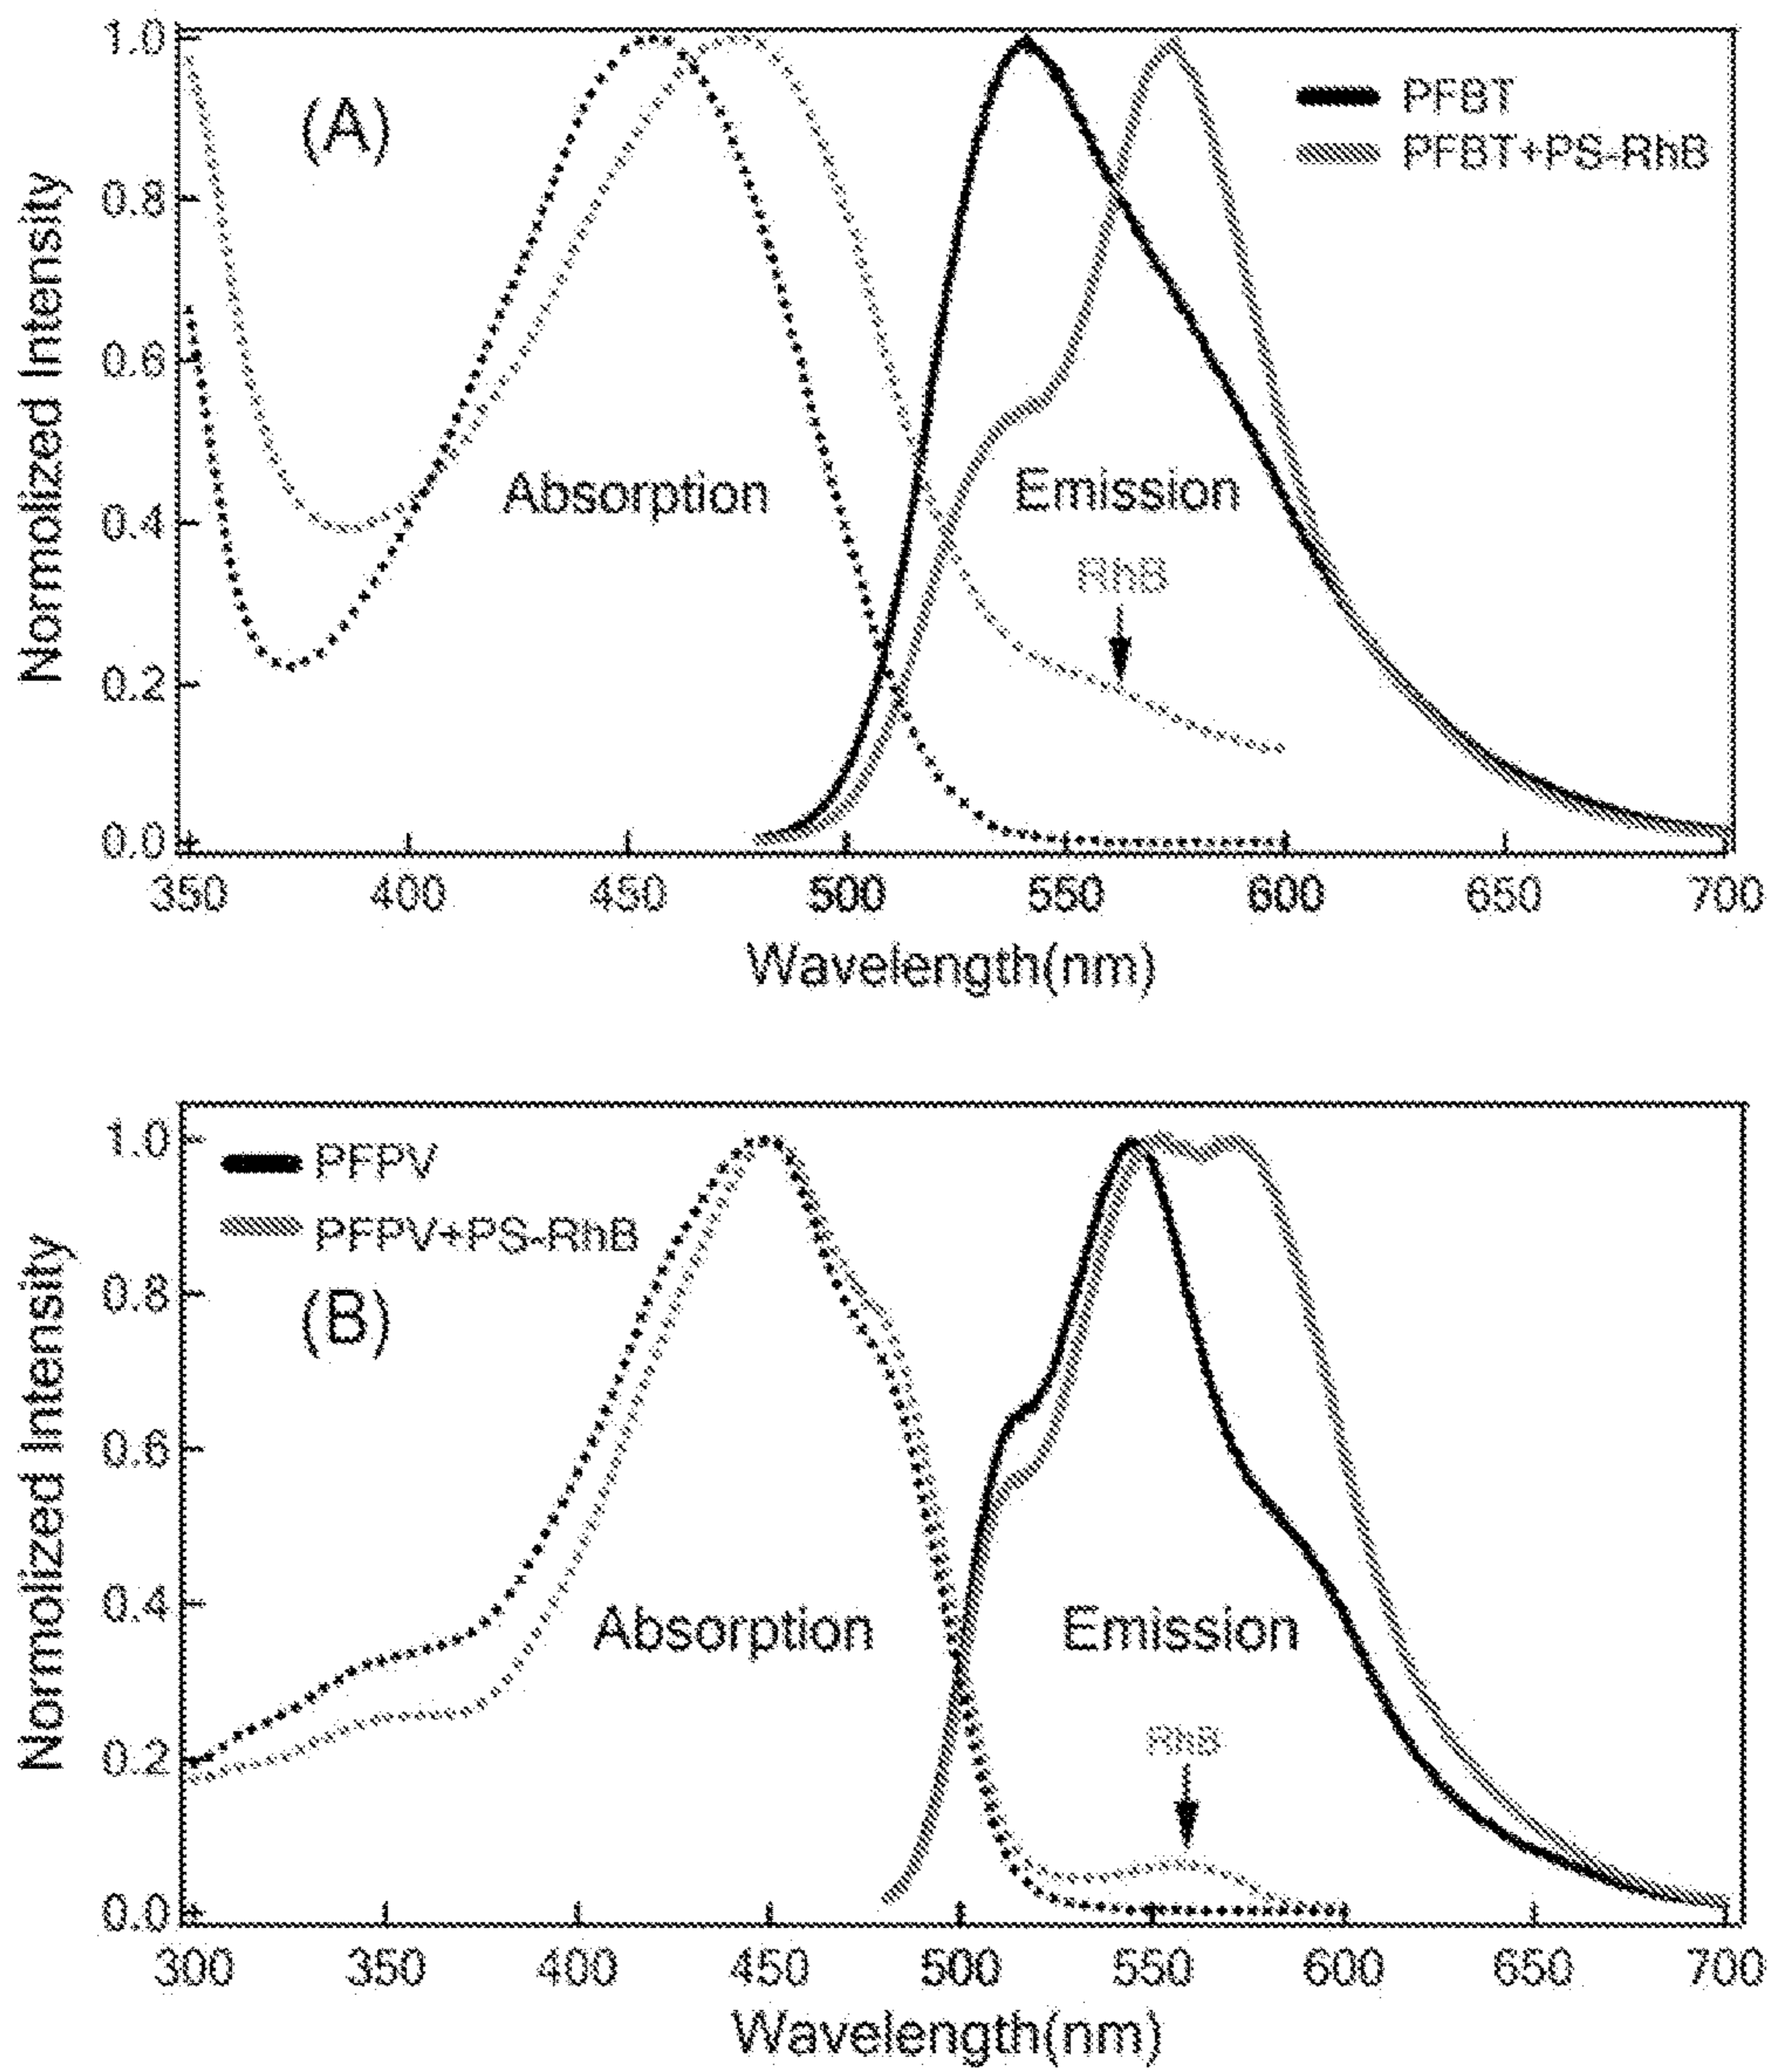 1.0
(A)
PFBT
PFBT+PS-RhB
0.8
Normolized Intensity
0.6
Absorption
Emission
0.4
RhB
0.2
0.0
350 400 450 500 550 600 650 700
Wavelength(nm)
1.0
PFPV
PFPV+PS-RhB
0.8
(B)
Normolized Intensity
0.6
0.4
Absorption
Emission
0.2
RhB
0.0
300 350 400 450 500 550 600 650 700
Wavelength(nm)